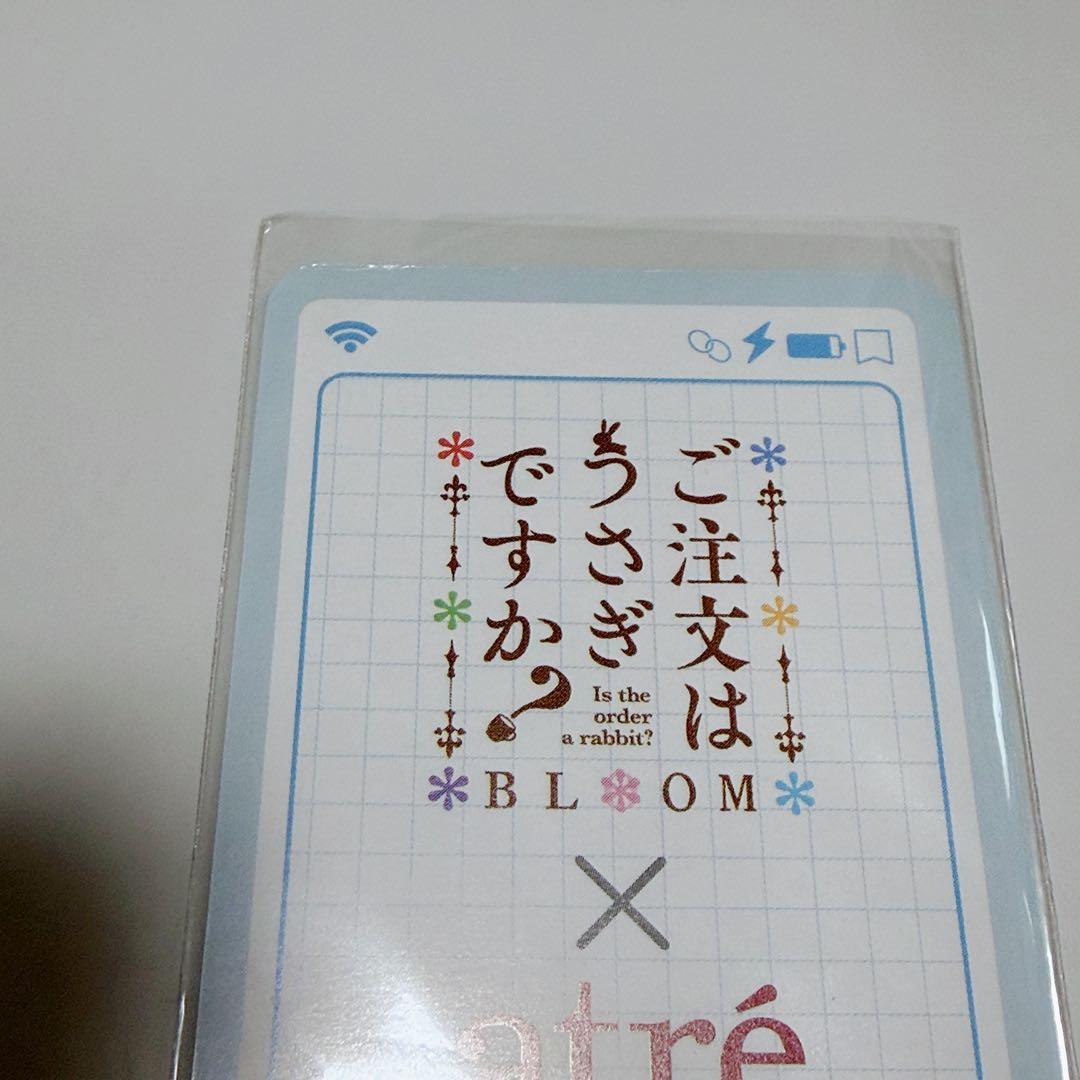 ご注文は
うさぎ
ですか?
Is the
order
a rabbit?
BLOOM
×
atré